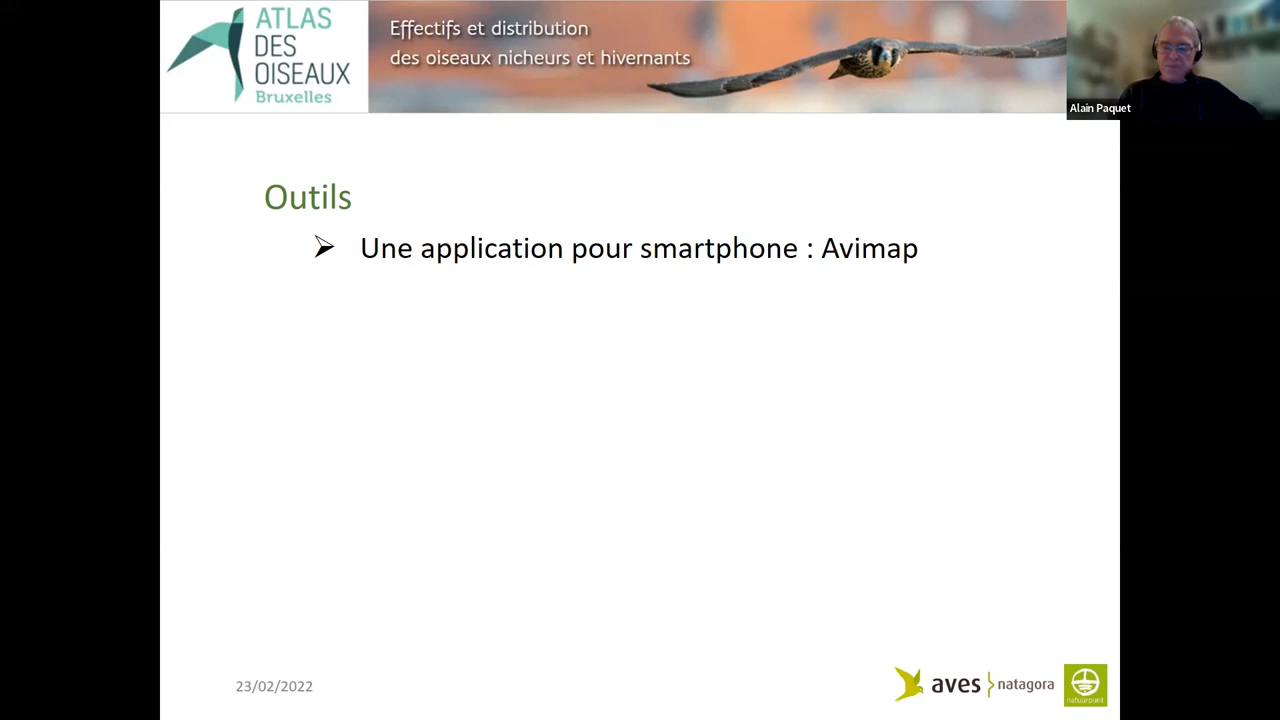 ATLAS
DES
OISEAUX
Bruxelles
Effectifs et distribution
des oiseaux nicheurs et hivernants
Alain Paquet
Outils
➢ Une application pour smartphone : Avimap
23/02/2022
aves natagora
natuurpunt